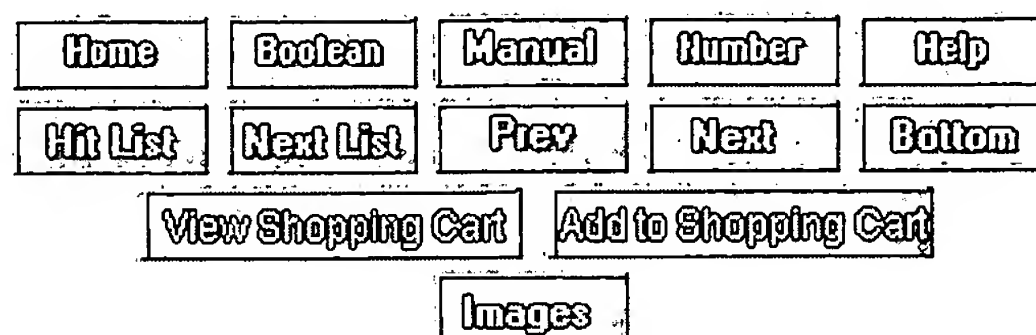 Home Boolean Manual Number Help
Hit List Next List Prev Next Bottom
View Shopping Cart Add to Shopping Cart
Images